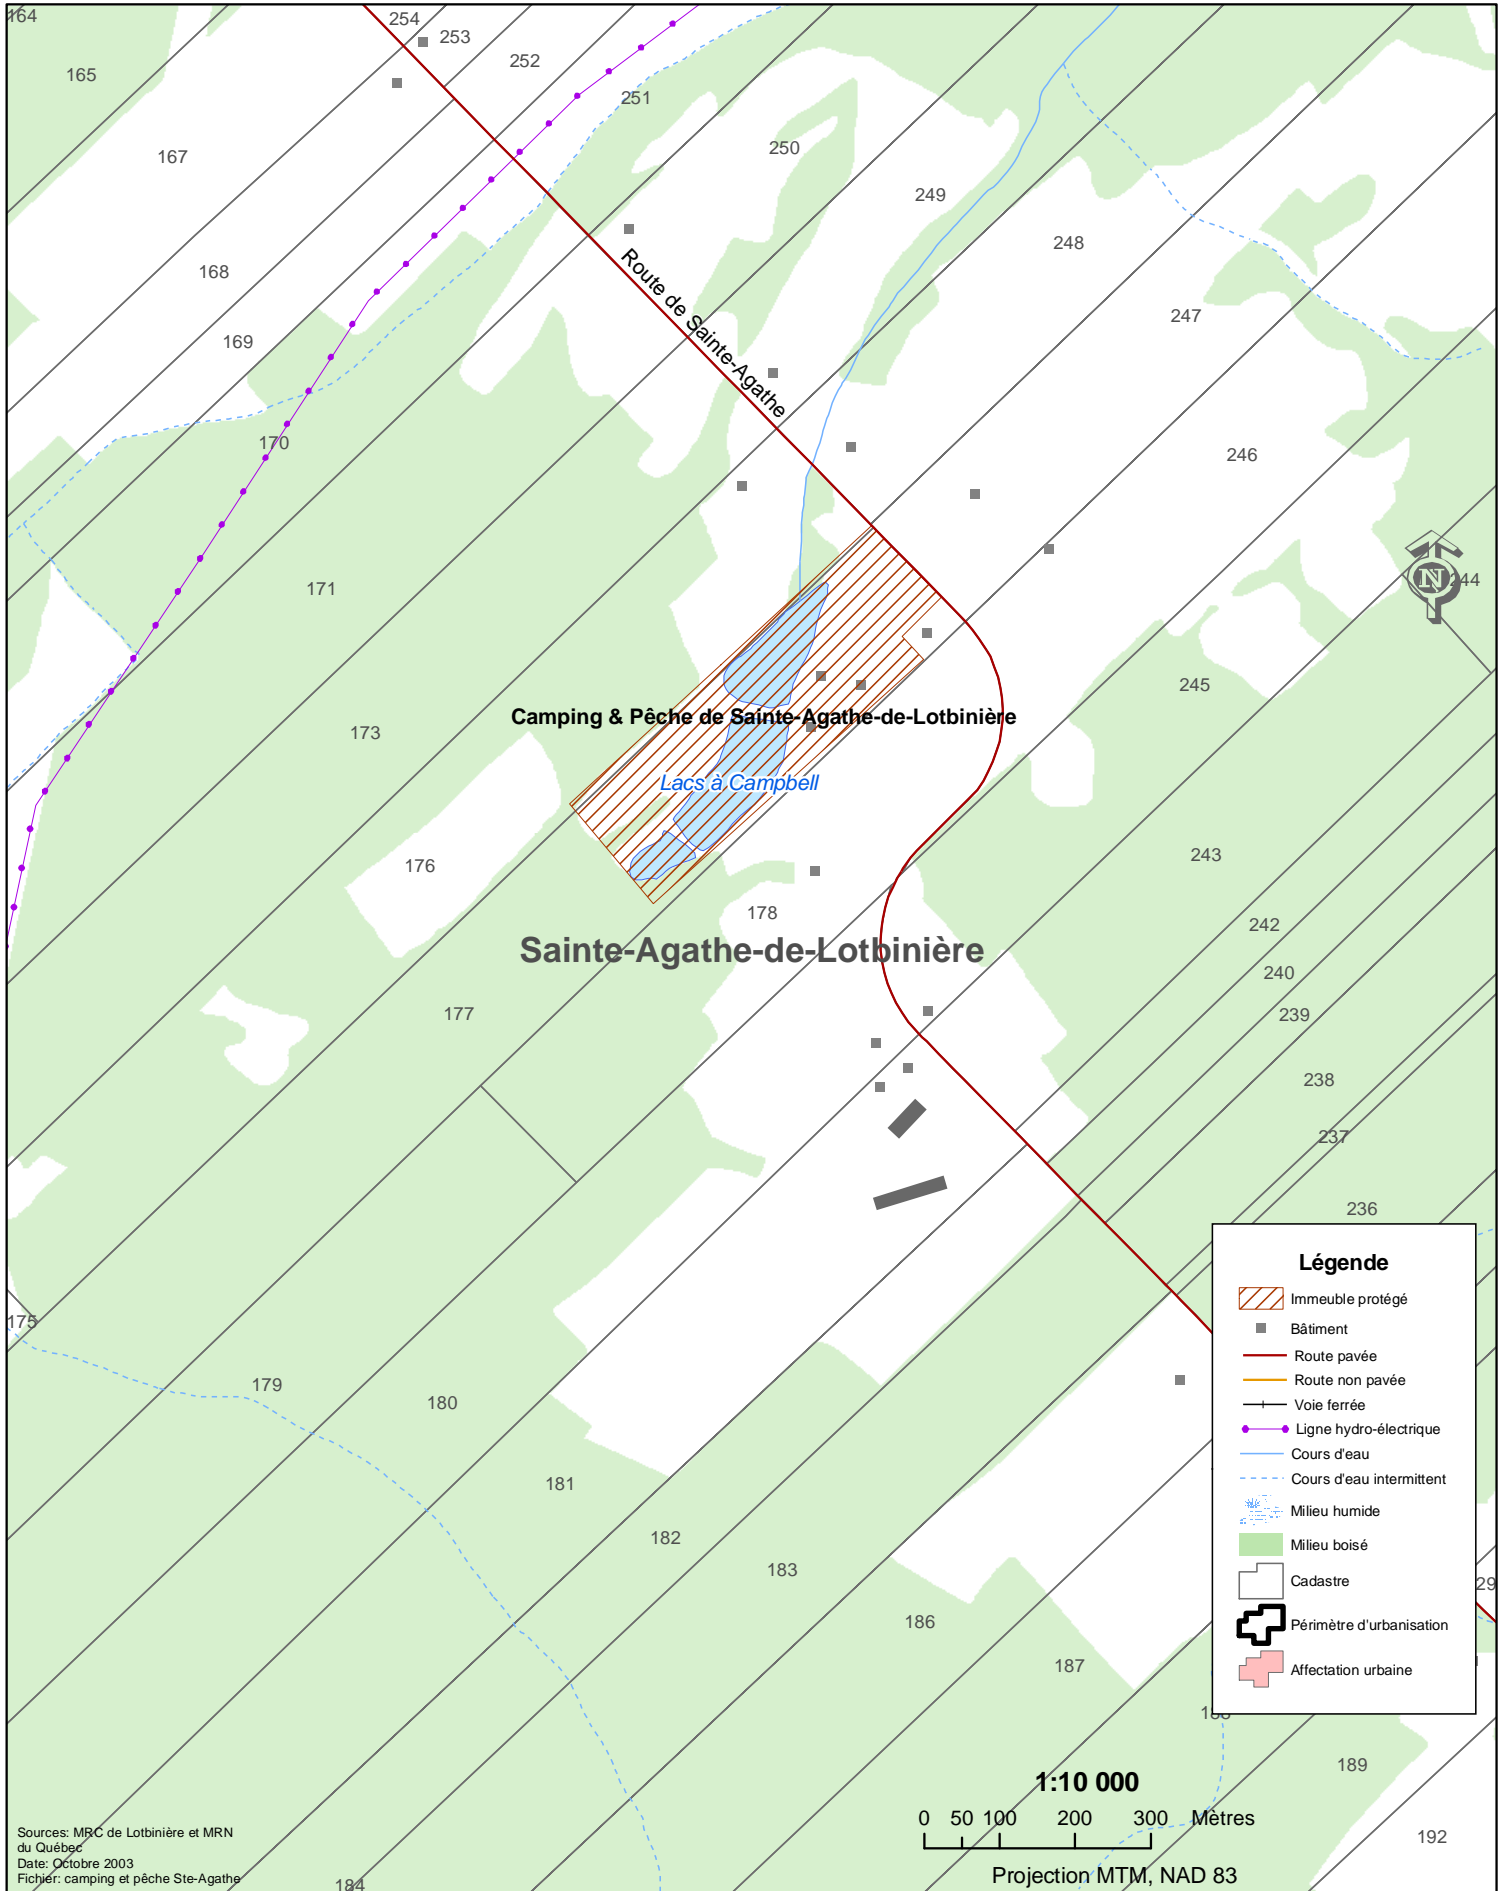 164
254
253
165
252
251
167
250
249
168
248
247
169
Route de Sainte-Agathe
170
246
N
244
171
245
173
Camping & Pêche de Sainte-Agathe-de-Lotbinière
Lacs à Campbell
176
243
178
242
Sainte-Agathe-de-Lotbinière
240
177
239
238
237
236
175
179
180
181
182
183
186
187
189
192
184
29
Légende
Immeuble protégé
Bâtiment
Route pavée
Route non pavée
Voie ferrée
Ligne hydro-électrique
Cours d'eau
Cours d'eau intermittent
Milieu humide
Milieu boisé
Cadastre
Périmètre d'urbanisation
Affectation urbaine
1:10 000
0 50 100 200 300 Mètres
Projection MTM, NAD 83
Sources: MRC de Lotbinière et MRN
du Québec
Date: Octobre 2003
Fichier: camping et pêche Ste-Agathe